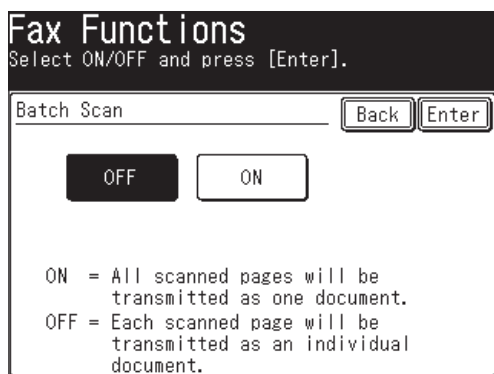 Fax Functions
Select ON/OFF and press [Enter].
Batch Scan Back Enter
OFF ON
ON = All scanned pages will be
transmitted as one document.
OFF = Each scanned page will be
transmitted as an individual
document.